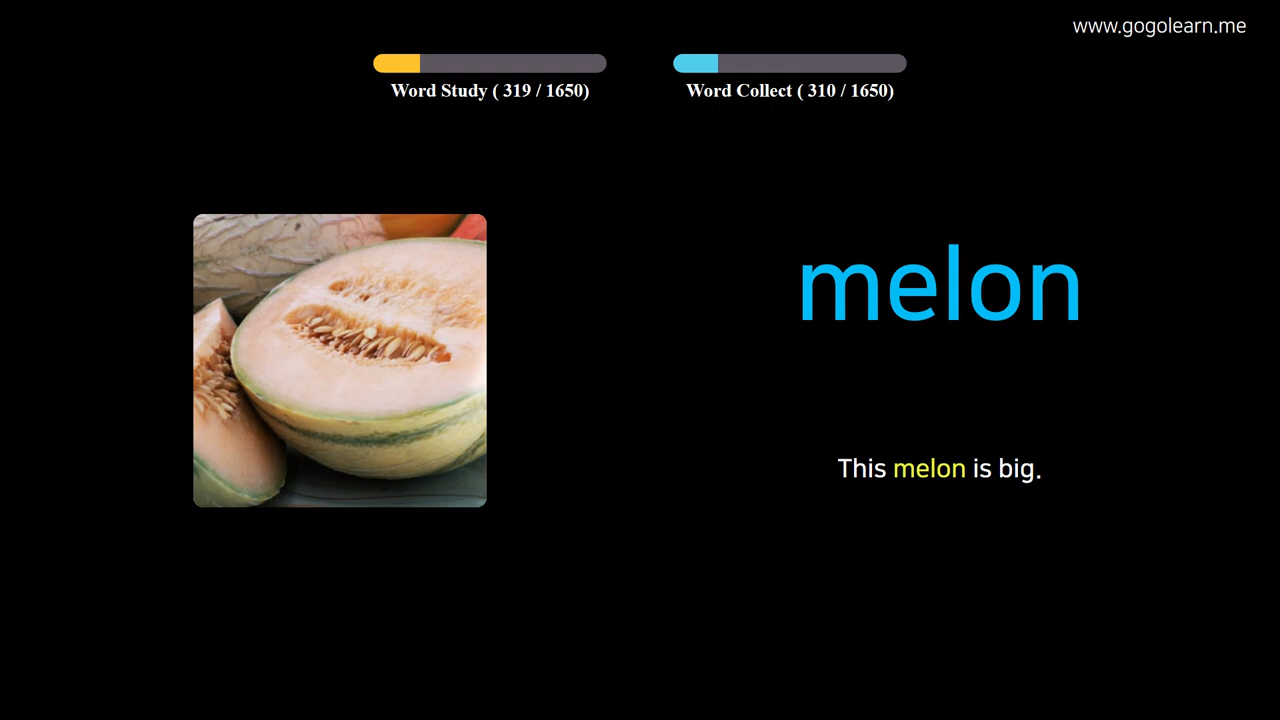 www.gogolearn.me
Word Study ( 319 / 1650)
Word Collect ( 310 / 1650)
melon
This melon is big.